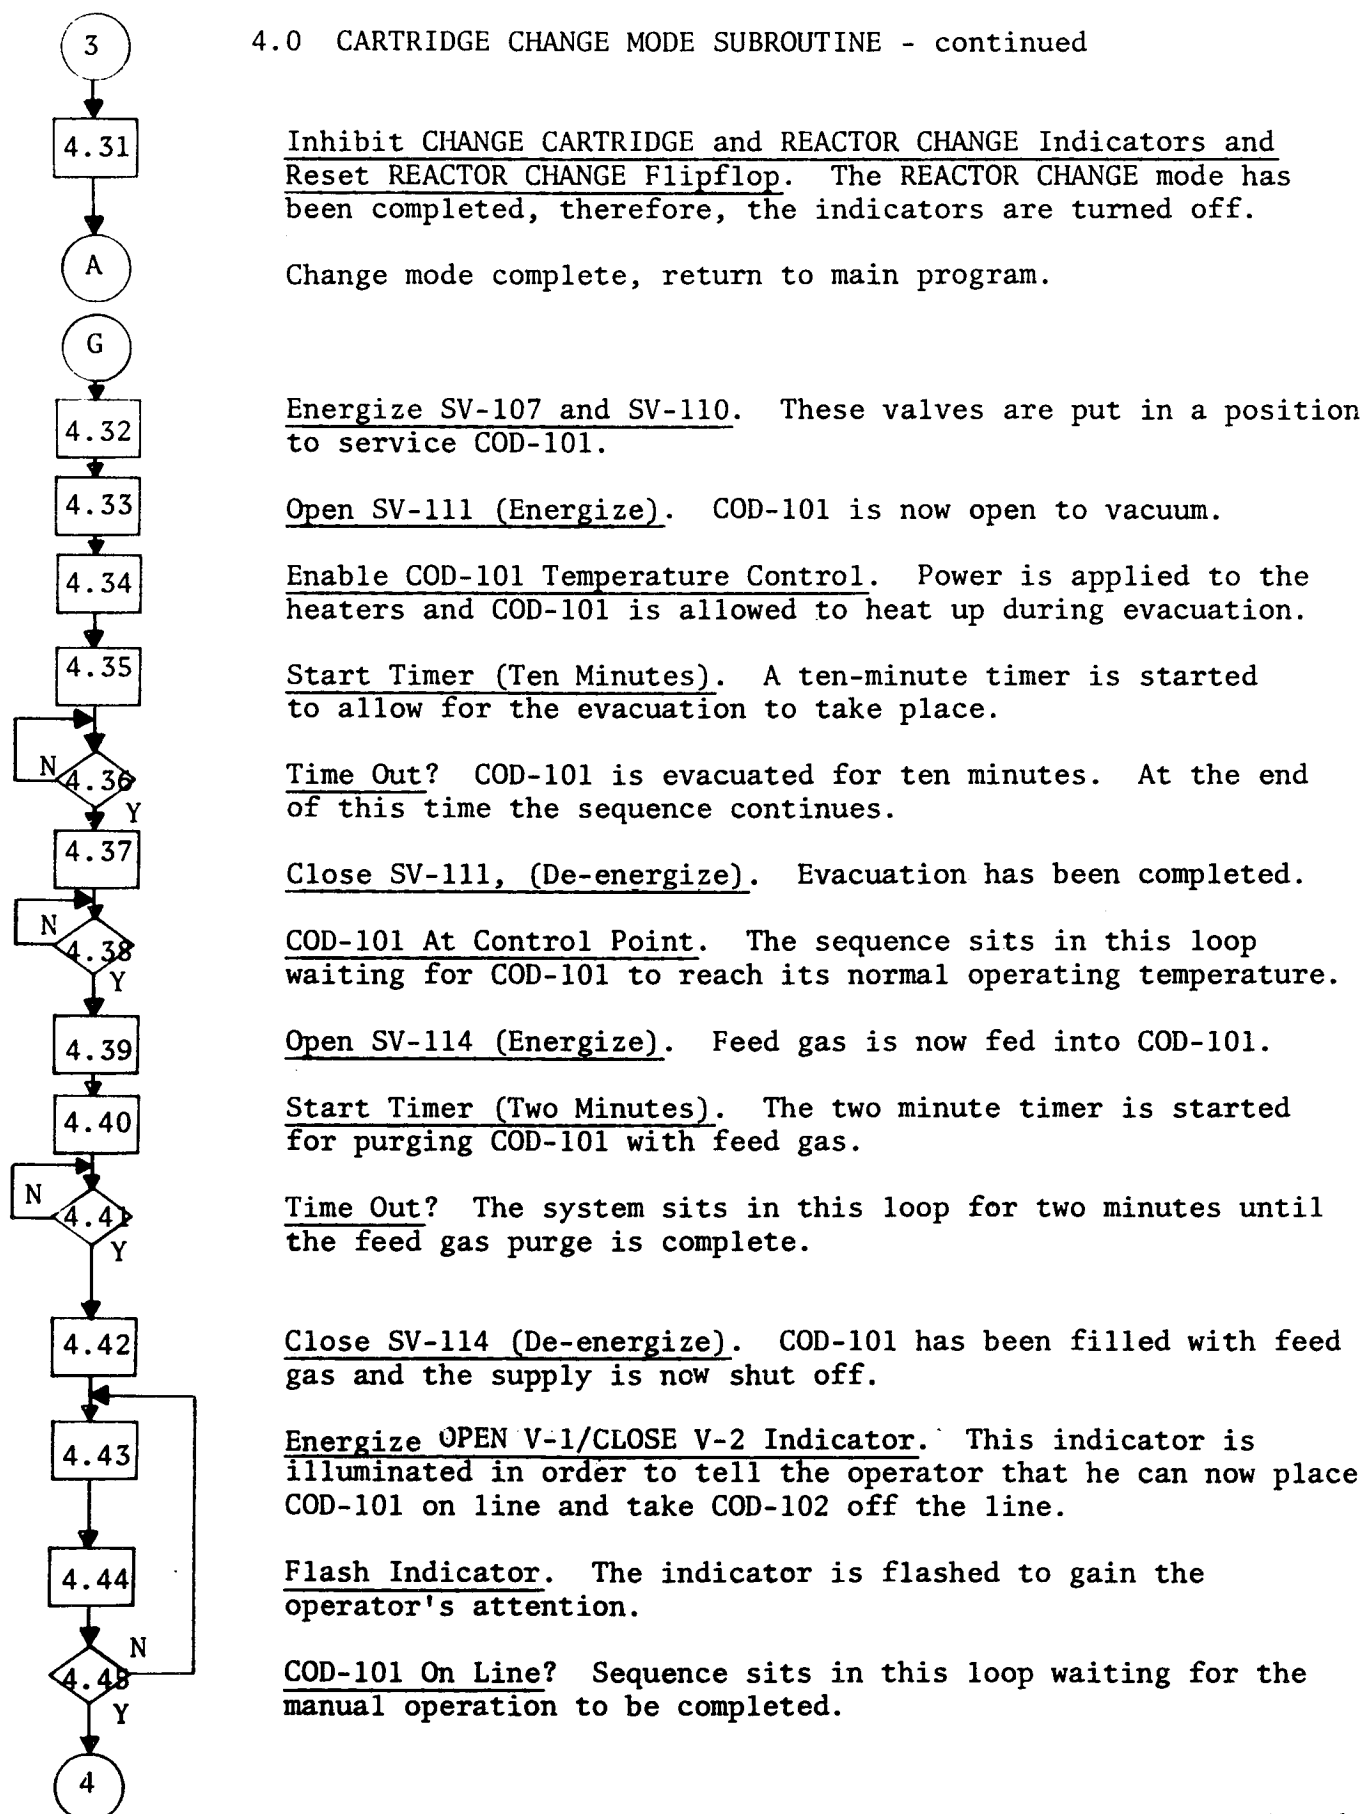 3
4.0 CARTRIDGE CHANGE MODE SUBROUTINE - continued
4.31
Inhibit CHANGE CARTRIDGE and REACTOR CHANGE Indicators and
Reset REACTOR CHANGE Flipflop. The REACTOR CHANGE mode has
been completed, therefore, the indicators are turned off.
A
Change mode complete, return to main program.
G
4.32
Energize SV-107 and SV-110. These valves are put in a position
to service COD-101.
4.33
Open SV-111 (Energize). COD-101 is now open to vacuum.
4.34
Enable COD-101 Temperature Control. Power is applied to the
heaters and COD-101 is allowed to heat up during evacuation.
4.35
Start Timer (Ten Minutes). A ten-minute timer is started
to allow for the evacuation to take place.
N
4.36
Y
Time Out? COD-101 is evacuated for ten minutes. At the end
of this time the sequence continues.
4.37
Close SV-111, (De-energize). Evacuation has been completed.
N
4.38
Y
COD-101 At Control Point. The sequence sits in this loop
waiting for COD-101 to reach its normal operating temperature.
4.39
Open SV-114 (Energize). Feed gas is now fed into COD-101.
4.40
Start Timer (Two Minutes). The two minute timer is started
for purging COD-101 with feed gas.
N
4.41
Y
Time Out? The system sits in this loop for two minutes until
the feed gas purge is complete.
4.42
Close SV-114 (De-energize). COD-101 has been filled with feed
gas and the supply is now shut off.
4.43
Energize OPEN V-1/CLOSE V-2 Indicator. This indicator is
illuminated in order to tell the operator that he can now place
COD-101 on line and take COD-102 off the line.
4.44
Flash Indicator. The indicator is flashed to gain the
operator's attention.
N
4.45
Y
COD-101 On Line? Sequence sits in this loop waiting for the
manual operation to be completed.
4